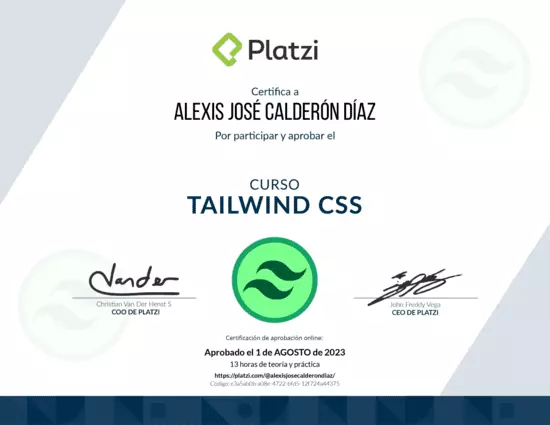 Platzi
Certifica a
ALEXIS JOSÉ CALDERÓN DÍAZ
Por participar y aprobar el
CURSO
TAILWIND CSS
Christian Van Der Henst S
COO DE PLATZI
John Freddy Vega
CEO DE PLATZI
Certificación de aprobación online:
Aprobado el 1 de AGOSTO de 2023
13 horas de teoría y práctica
https://platzi.com/@alexisjosecalderondiaz/
Código: